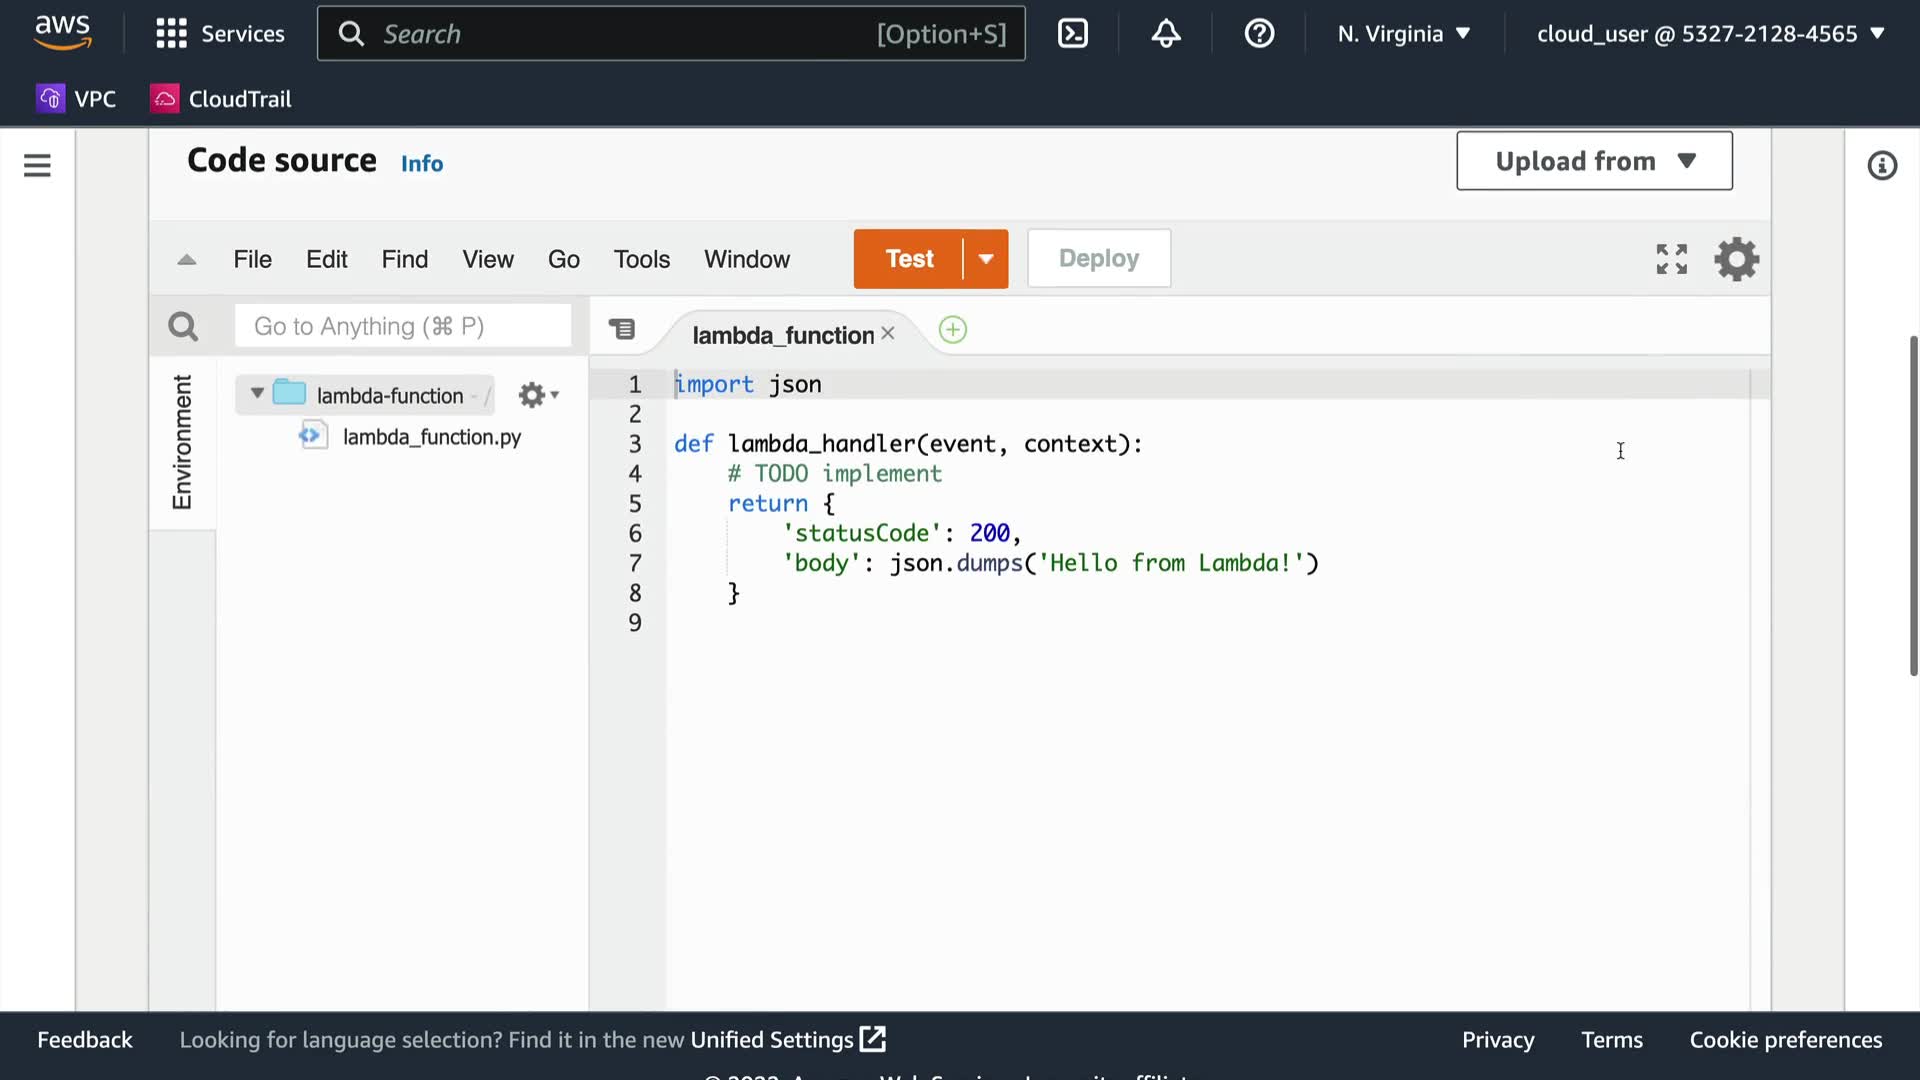 aws
Services
Search
[Option+S]
N. Virginia
cloud_user @ 5327-2128-4565
VPC
CloudTrail
Code source
Info
Upload from
File
Edit
Find
View
Go
Tools
Window
Test
Deploy
Go to Anything (⌘ P)
lambda_function
Environment
lambda-function - /
lambda_function.py
1 import json
2
3 def lambda_handler(event, context):
4     # TODO implement
5     return {
6         'statusCode': 200,
7         'body': json.dumps('Hello from Lambda!')
8     }
9
Feedback
Looking for language selection? Find it in the new Unified Settings
Privacy
Terms
Cookie preferences